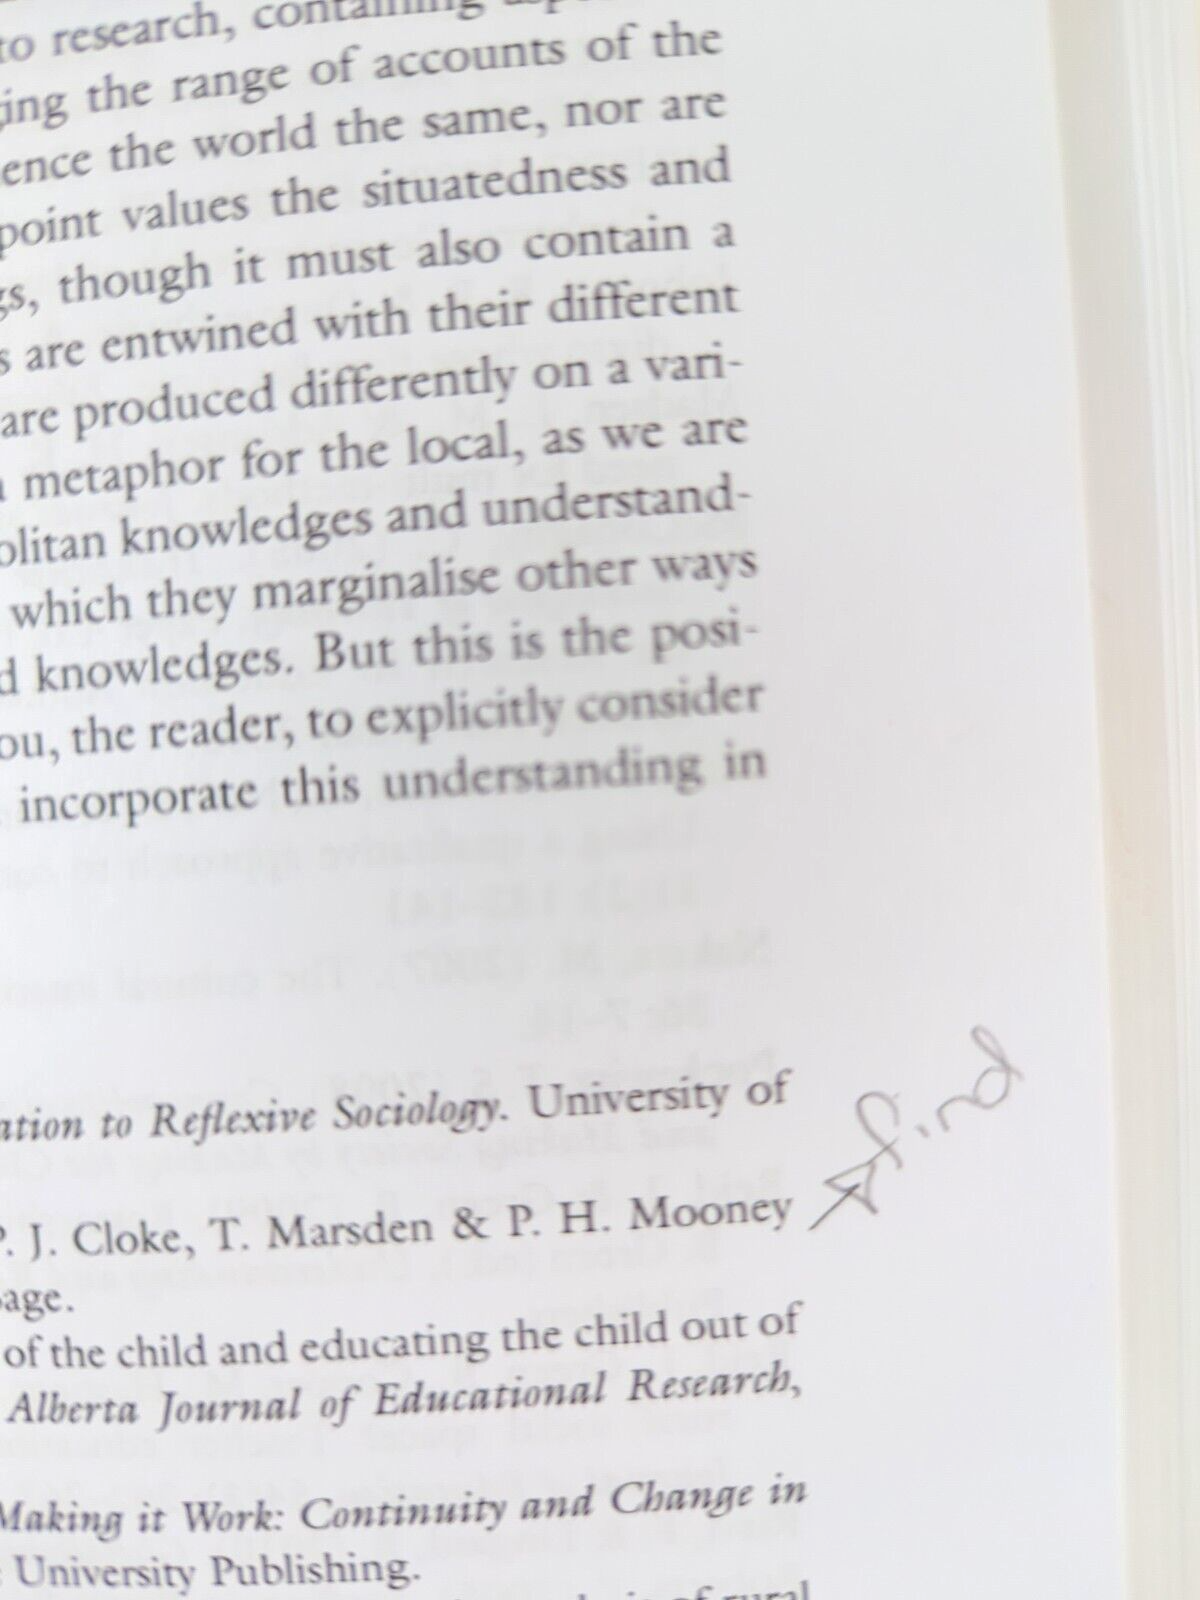 to research, containing
ing the range of accounts of the
ence the world the same, nor are
point values the situatedness and
gs, though it must also contain a
s are entwined with their different
are produced differently on a vari-
metaphor for the local, as we are
olitan knowledges and understand-
which they marginalise other ways
d knowledges. But this is the posi-
ou, the reader, to explicitly consider
incorporate this understanding in
ation to Reflexive Sociology. University of
find
P. J. Cloke, T. Marsden & P. H. Mooney
age.
of the child and educating the child out of
Alberta Journal of Educational Research,
Making it Work: Continuity and Change in
University Publishing.
of rural